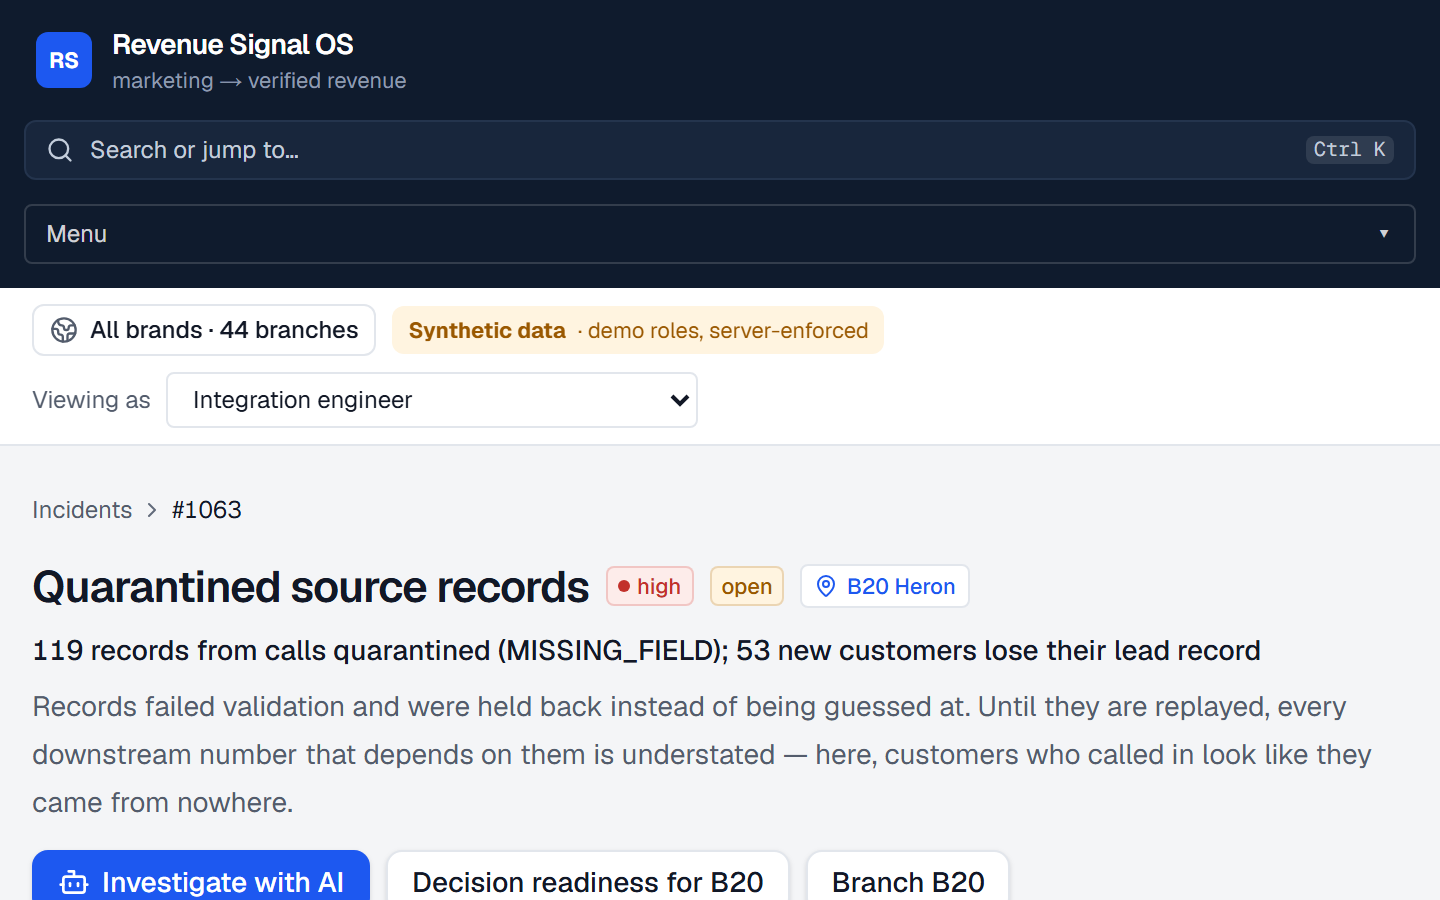 RS
Revenue Signal OS
marketing → verified revenue
Search or jump to…
Ctrl K
Menu
All brands · 44 branches
Synthetic data · demo roles, server-enforced
Viewing as
Integration engineer
Incidents > #1063
Quarantined source records
high
open
B20 Heron
119 records from calls quarantined (MISSING_FIELD); 53 new customers lose their lead record
Records failed validation and were held back instead of being guessed at. Until they are replayed, every
downstream number that depends on them is understated — here, customers who called in look like they
came from nowhere.
Investigate with AI
Decision readiness for B20
Branch B20